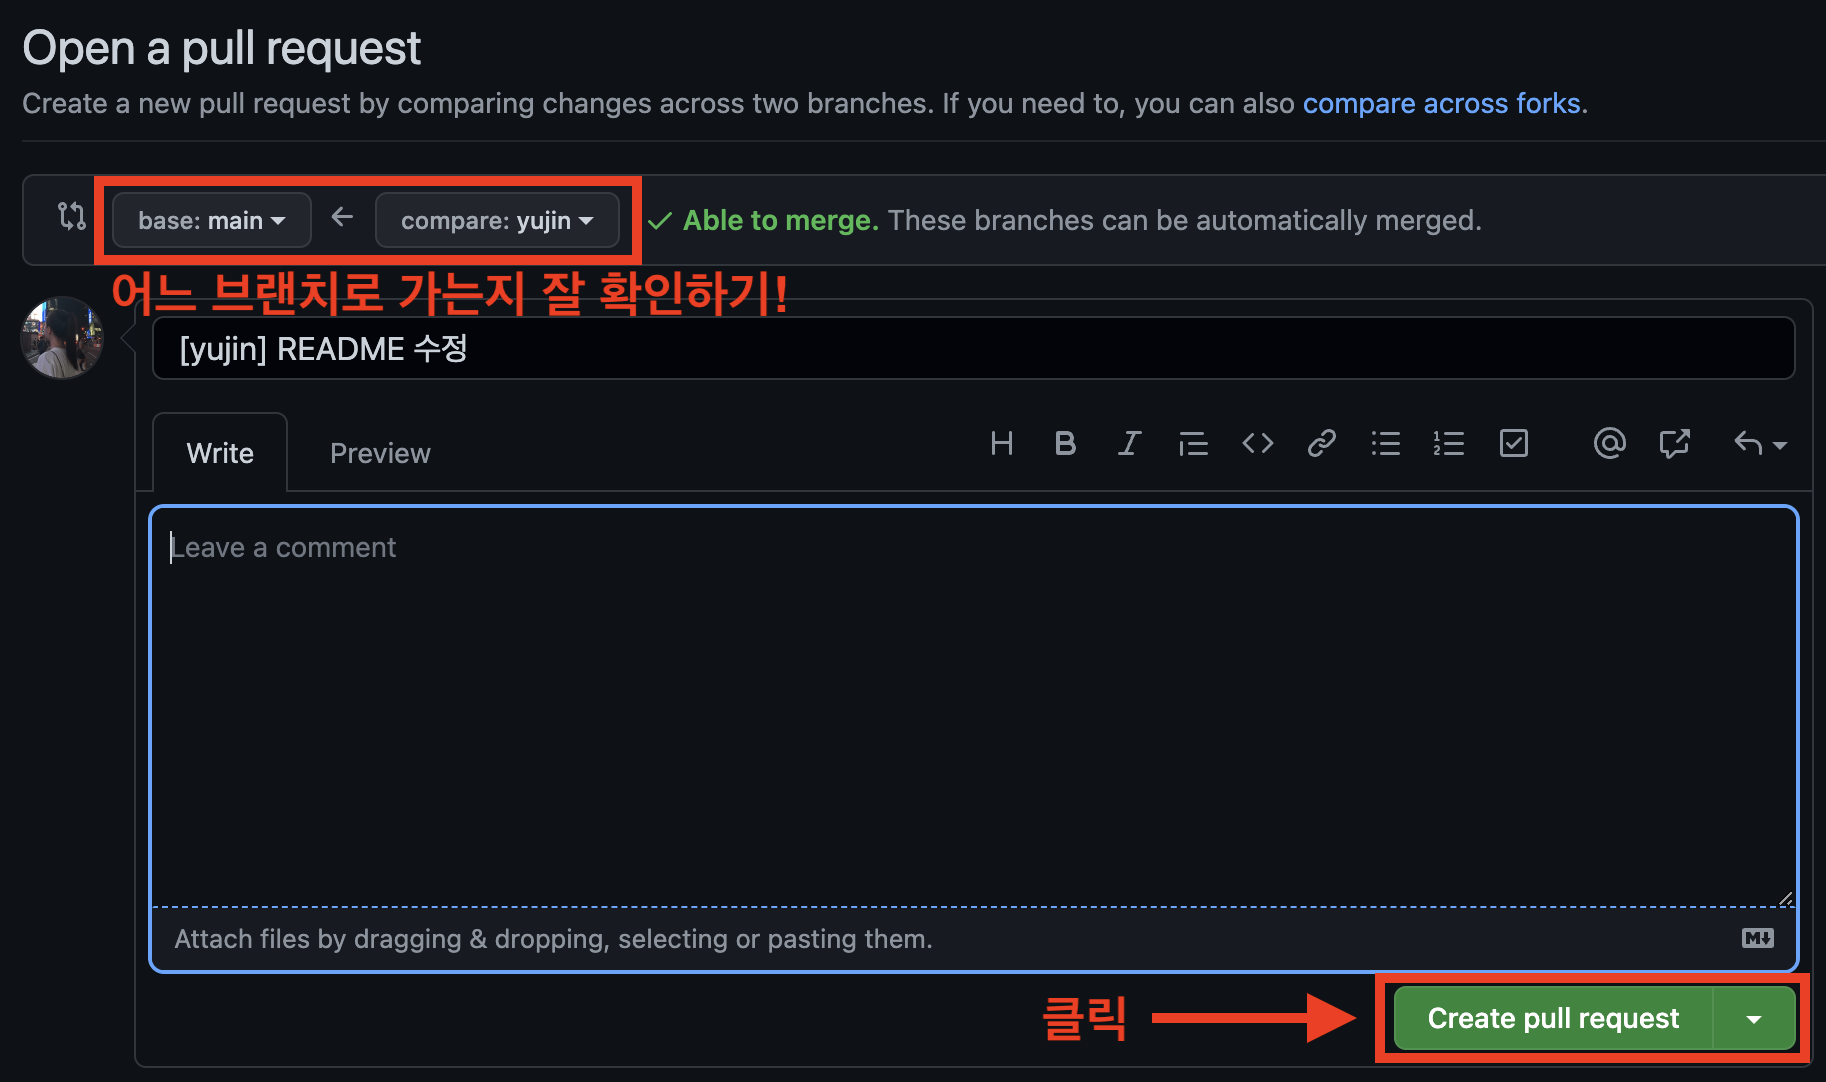 Open a pull request
Create a new pull request by comparing changes across two branches. If you need to, you can also compare across forks.
base: main compare: yujin Able to merge. These branches can be automatically merged.
어느 브랜치로 가는지 잘 확인하기!
[yujin] README 수정
Write Preview
Leave a comment
Attach files by dragging & dropping, selecting or pasting them.
클릭 Create pull request